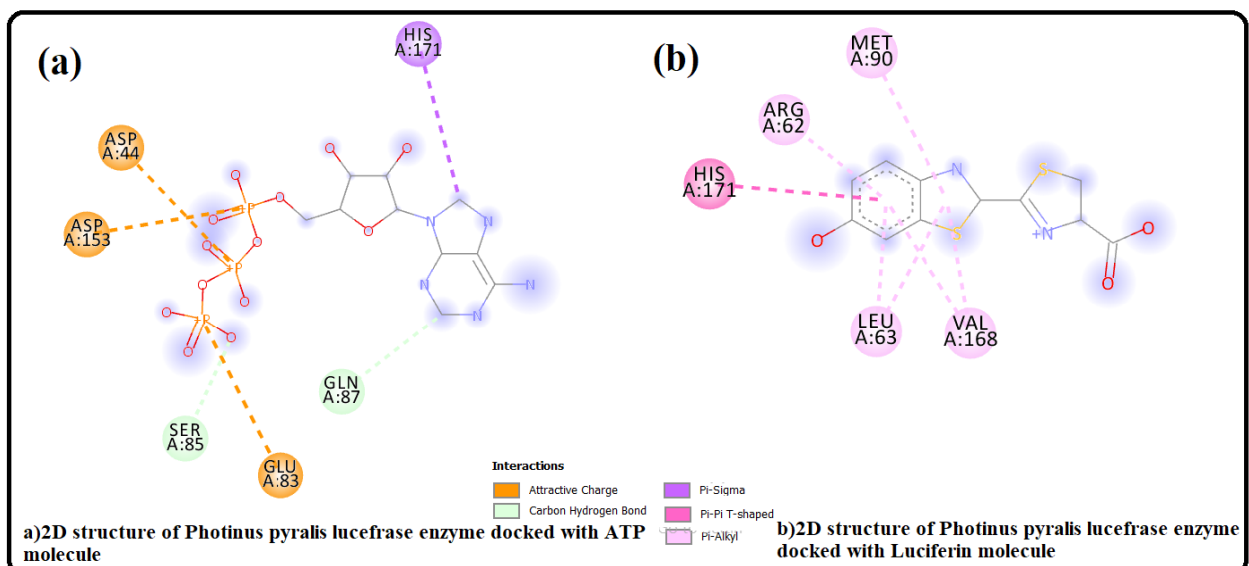 (a)
HIS
A:171
ASP
A:44
ASP
A:153
SER
A:85
GLU
A:83
GLN
A:87
O
O
O
O
O
+P
O
O
O
+P
O
O
+P
O
O
O
N
N
N
N
N
(b)
MET
A:90
ARG
A:62
HIS
A:171
LEU
A:63
VAL
A:168
N
S
S
+N
O
O
O
Interactions
Attractive Charge
Carbon Hydrogen Bond
Pi-Sigma
Pi-Pi T-shaped
Pi-Alkyl
a)2D structure of Photinus pyralis lucefrase enzyme docked with ATP
molecule
b)2D structure of Photinus pyralis lucefrase enzyme
docked with Luciferin molecule